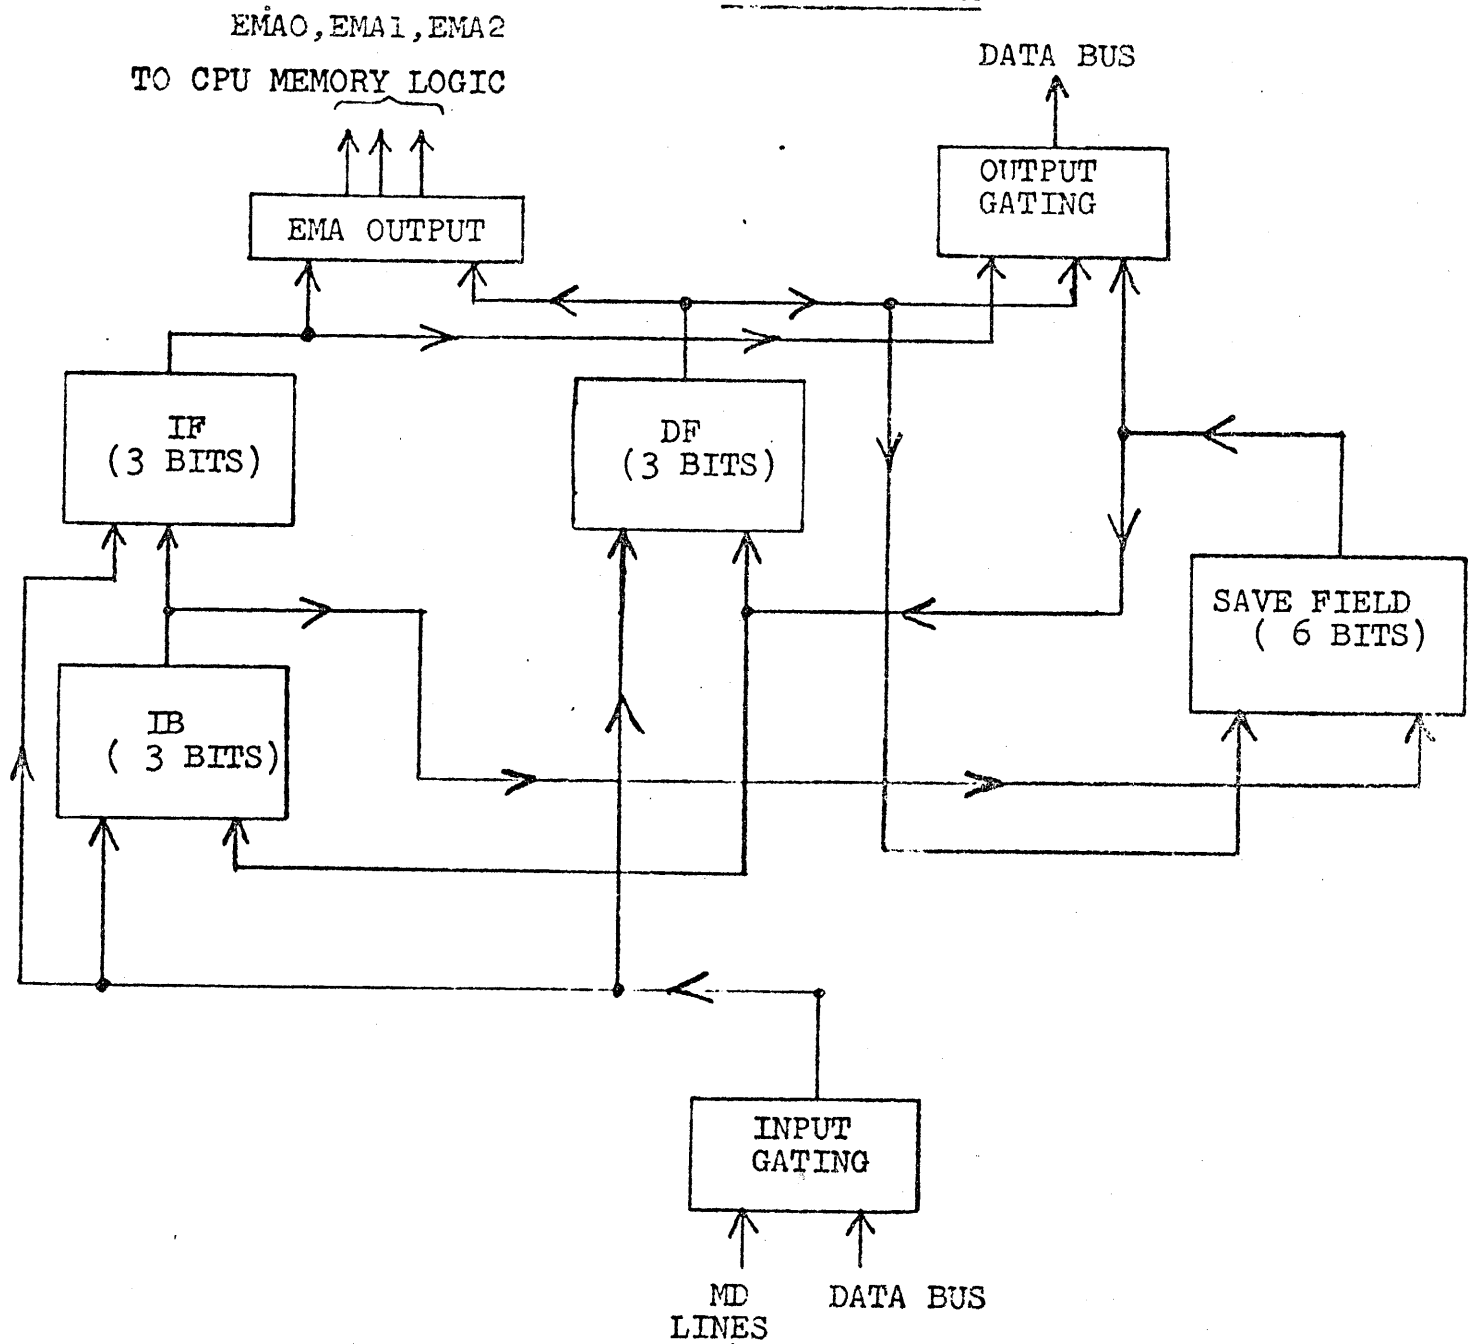 EMA0,EMA1,EMA2
TO CPU MEMORY LOGIC
DATA BUS
OUTPUT
GATING
EMA OUTPUT
IF
(3 BITS)
DF
(3 BITS)
SAVE FIELD
( 6 BITS)
IB
( 3 BITS)
INPUT
GATING
MD
LINES
DATA BUS